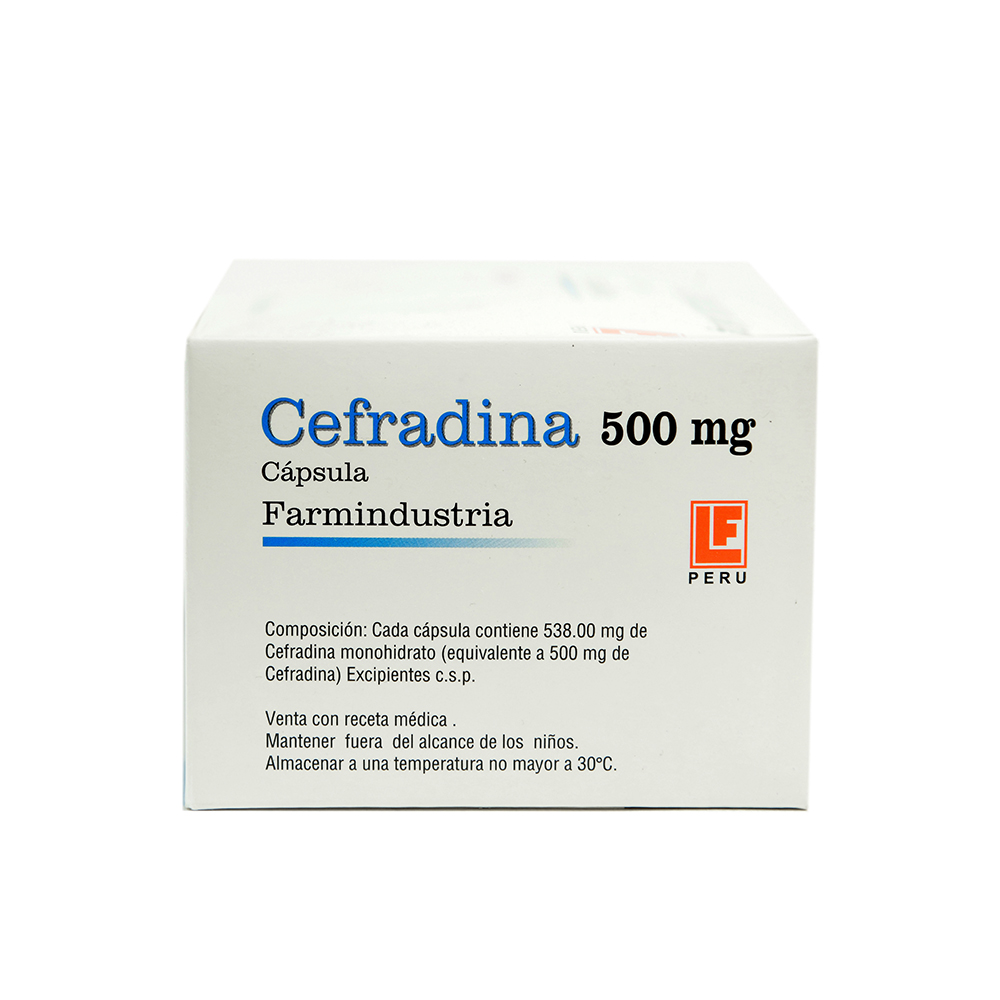 Cefradina 500 mg
Cápsula
Farmindustria
LF
PERU
Composición: Cada cápsula contiene 538.00 mg de
Cefradina monohidrato (equivalente a 500 mg de
Cefradina) Excipientes c.s.p.
Venta con receta médica .
Mantener fuera del alcance de los niños.
Almacenar a una temperatura no mayor a 30°C.